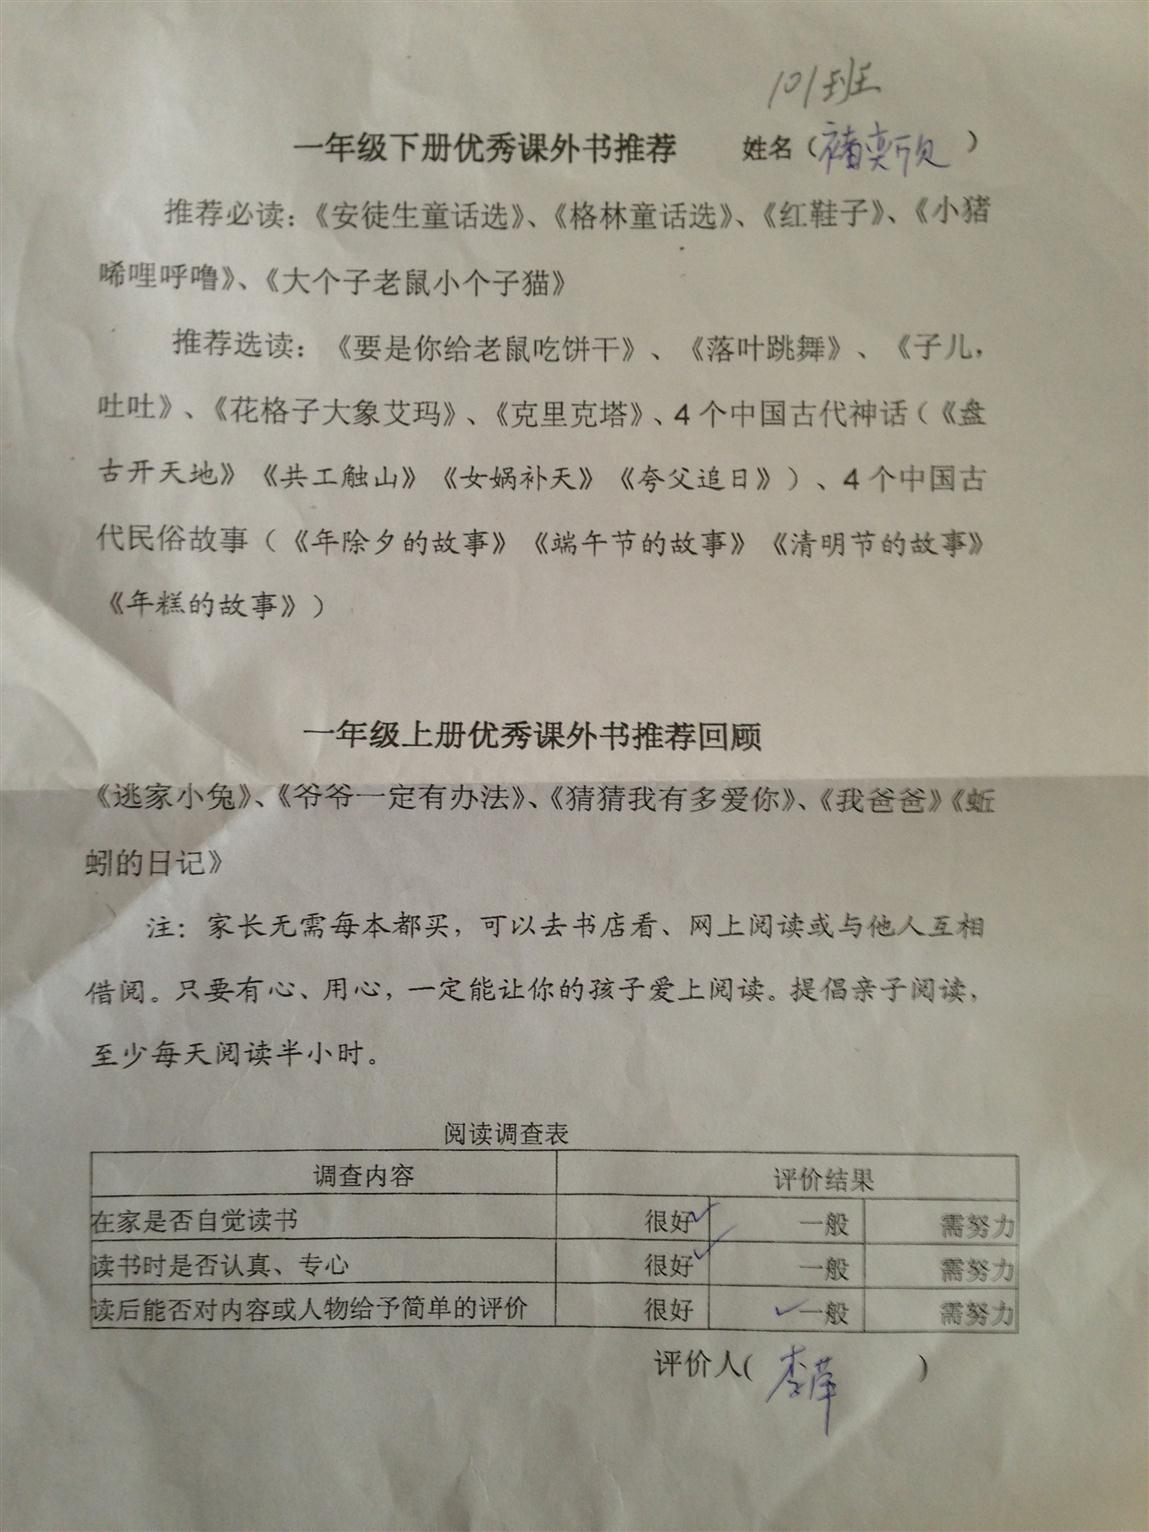 101班
一年级下册优秀课外书推荐 姓名（褚奕欣）
推荐必读：《安徒生童话选》、《格林童话选》、《红鞋子》、《小猪
唏哩呼噜》、《大个子老鼠小个子猫》
推荐选读：《要是你给老鼠吃饼干》、《落叶跳舞》、《子儿，
吐吐》、《花格子大象艾玛》、《克里克塔》、4个中国古代神话（《盘
古开天地》《共工触山》《女娲补天》《夸父追日》）、4个中国古
代民俗故事（《年除夕的故事》《端午节的故事》《清明节的故事》
《年糕的故事》）
一年级上册优秀课外书推荐回顾
《逃家小兔》、《爷爷一定有办法》、《猜猜我有多爱你》、《我爸爸》《蚯
蚓的日记》
注：家长无需每本都买，可以去书店看、网上阅读或与他人互相
借阅。只要有心、用心，一定能让你的孩子爱上阅读。提倡亲子阅读，
至少每天阅读半小时。
阅读调查表
调查内容 评价结果
在家是否自觉读书 很好✓ 一般 需努力
读书时是否认真、专心 很好✓ 一般 需努力
读后能否对内容或人物给予简单的评价 很好 ✓一般 需努力
评价人(李萍)